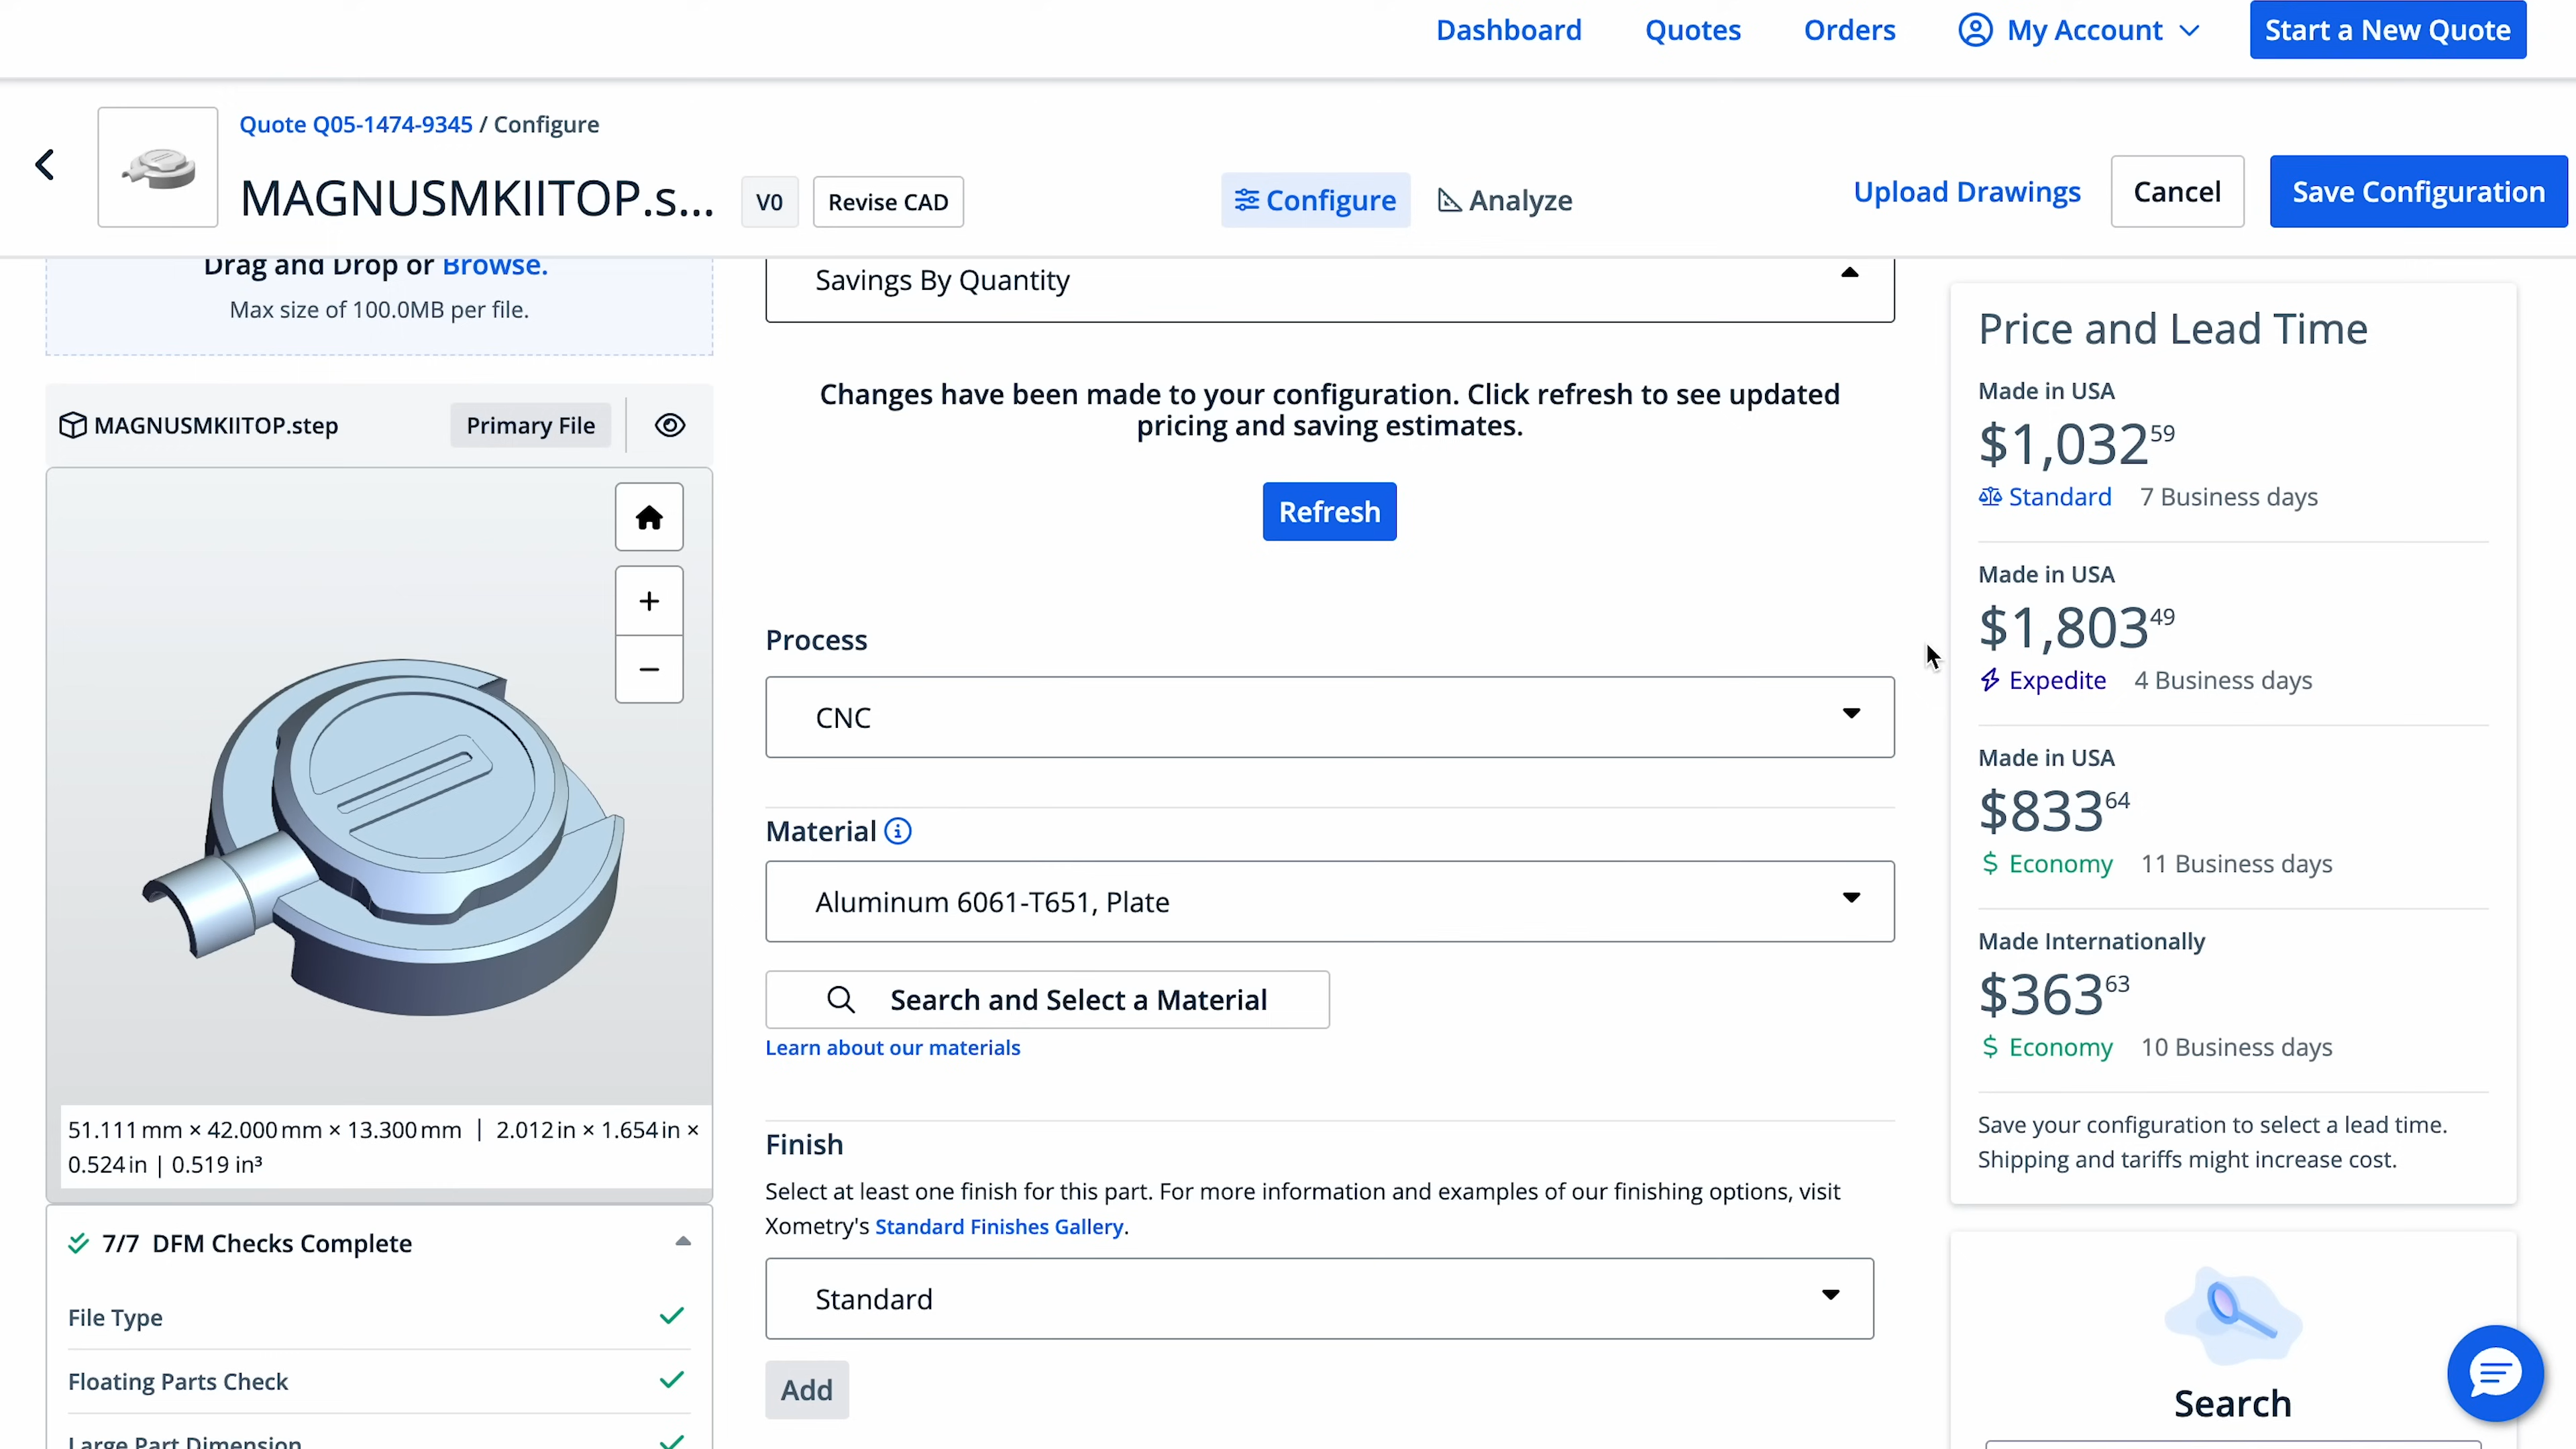 Dashboard
Quotes
Orders
My Account
Start a New Quote
Quote Q05-1474-9345 / Configure
MAGNUSMKIITOP.s...
V0
Revise CAD
Configure
Analyze
Upload Drawings
Cancel
Save Configuration
Drag and Drop or Browse.
Max size of 100.0MB per file.
MAGNUSMKIITOP.step
Primary File
51.111 mm × 42.000 mm × 13.300 mm | 2.012 in × 1.654 in ×
0.524 in | 0.519 in³
7/7 DFM Checks Complete
File Type
Floating Parts Check
Large Part Dimension
Savings By Quantity
Changes have been made to your configuration. Click refresh to see updated
pricing and saving estimates.
Refresh
Process
CNC
Material
Aluminum 6061-T651, Plate
Search and Select a Material
Learn about our materials
Finish
Select at least one finish for this part. For more information and examples of our finishing options, visit
Xometry's Standard Finishes Gallery.
Standard
Add
Price and Lead Time
Made in USA
$1,032 59
Standard 7 Business days
Made in USA
$1,803 49
Expedite 4 Business days
Made in USA
$833 64
$ Economy 11 Business days
Made Internationally
$363 63
$ Economy 10 Business days
Save your configuration to select a lead time.
Shipping and tariffs might increase cost.
Search